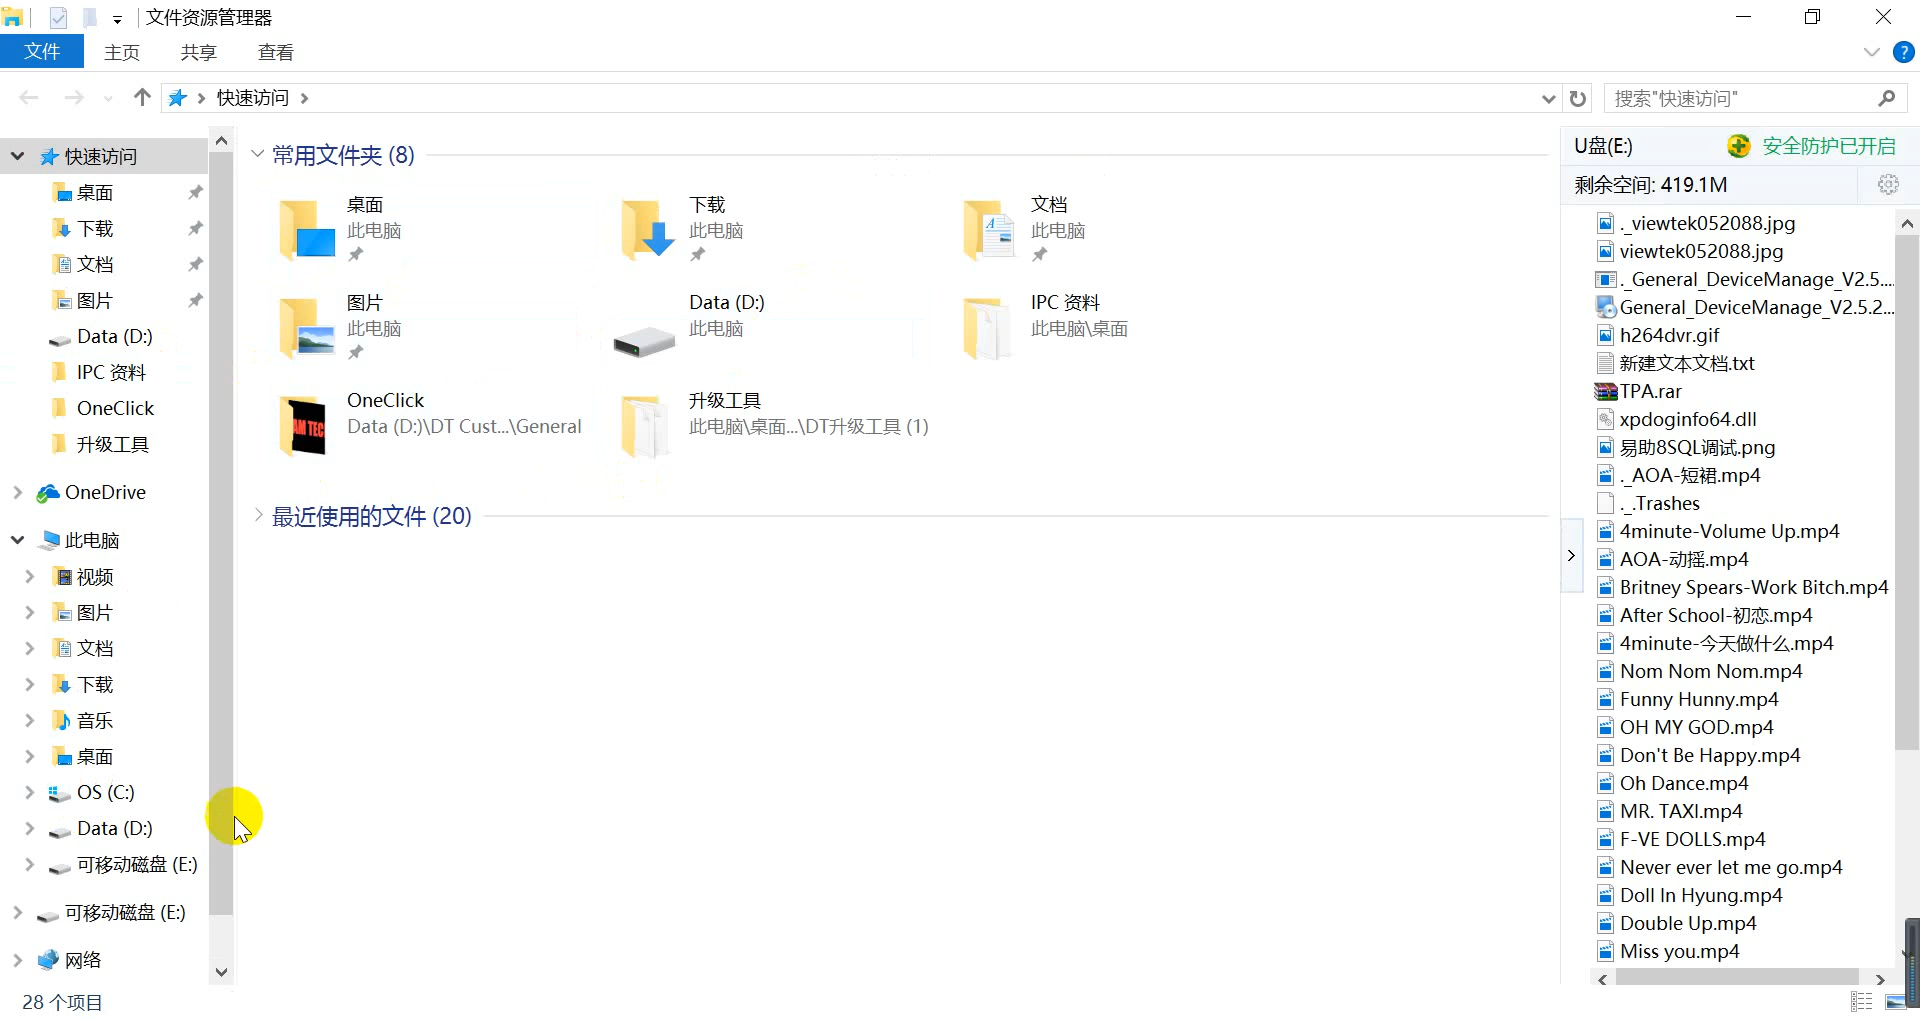 文件资源管理器
文件 主页 共享 查看
快速访问
搜索"快速访问"
快速访问
桌面
下载
文档
图片
Data (D:)
IPC 资料
OneClick
升级工具
OneDrive
此电脑
视频
图片
文档
下载
音乐
桌面
OS (C:)
Data (D:)
可移动磁盘 (E:)
可移动磁盘 (E:)
网络
28 个项目
常用文件夹 (8)
桌面
此电脑
下载
此电脑
文档
此电脑
图片
此电脑
Data (D:)
此电脑
IPC 资料
此电脑\桌面
AM TEC
OneClick
Data (D:)\DT Cust...\General
升级工具
此电脑\桌面...\DT升级工具 (1)
最近使用的文件 (20)
U盘(E:) 安全防护已开启
剩余空间: 419.1M
._viewtek052088.jpg
viewtek052088.jpg
._General_DeviceManage_V2.5....
General_DeviceManage_V2.5.2...
h264dvr.gif
新建文本文档.txt
TPA.rar
xpdoginfo64.dll
易助8SQL调试.png
._AOA-短裙.mp4
._.Trashes
4minute-Volume Up.mp4
AOA-动摇.mp4
Britney Spears-Work Bitch.mp4
After School-初恋.mp4
4minute-今天做什么.mp4
Nom Nom Nom.mp4
Funny Hunny.mp4
OH MY GOD.mp4
Don't Be Happy.mp4
Oh Dance.mp4
MR. TAXI.mp4
F-VE DOLLS.mp4
Never ever let me go.mp4
Doll In Hyung.mp4
Double Up.mp4
Miss you.mp4